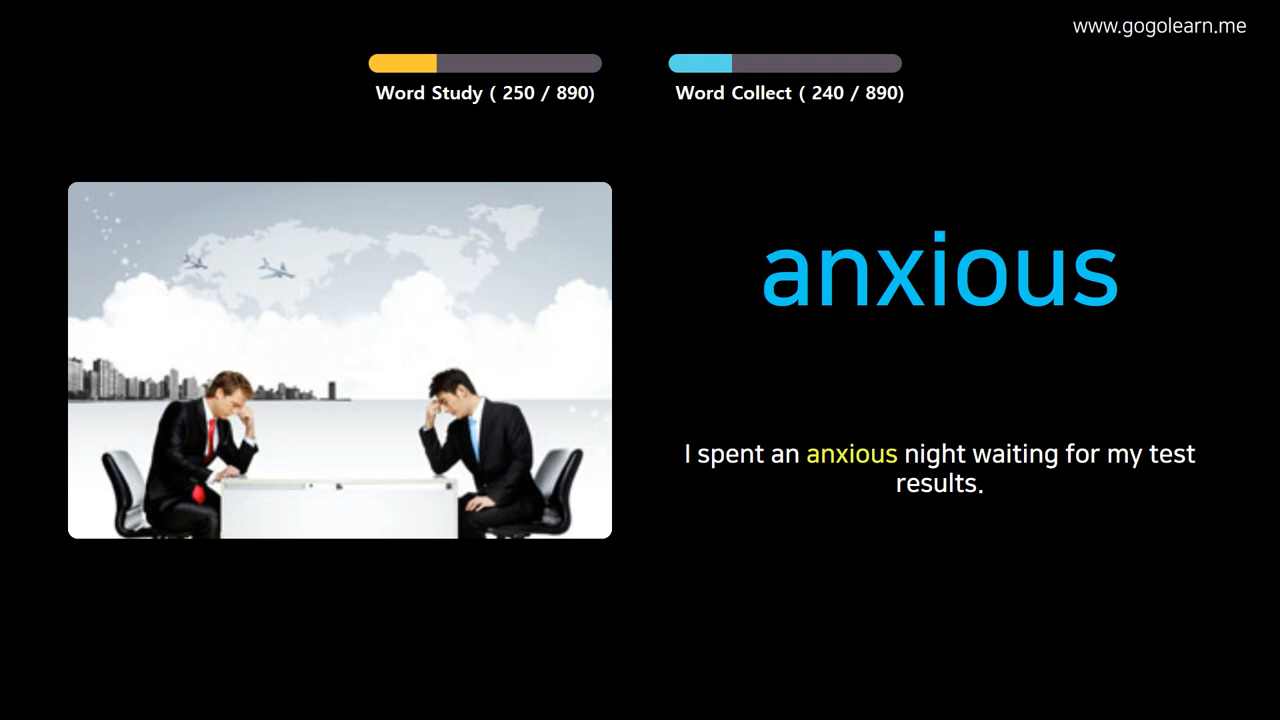 www.gogolearn.me
Word Study ( 250 / 890)
Word Collect ( 240 / 890)
anxious
I spent an anxious night waiting for my test
results.